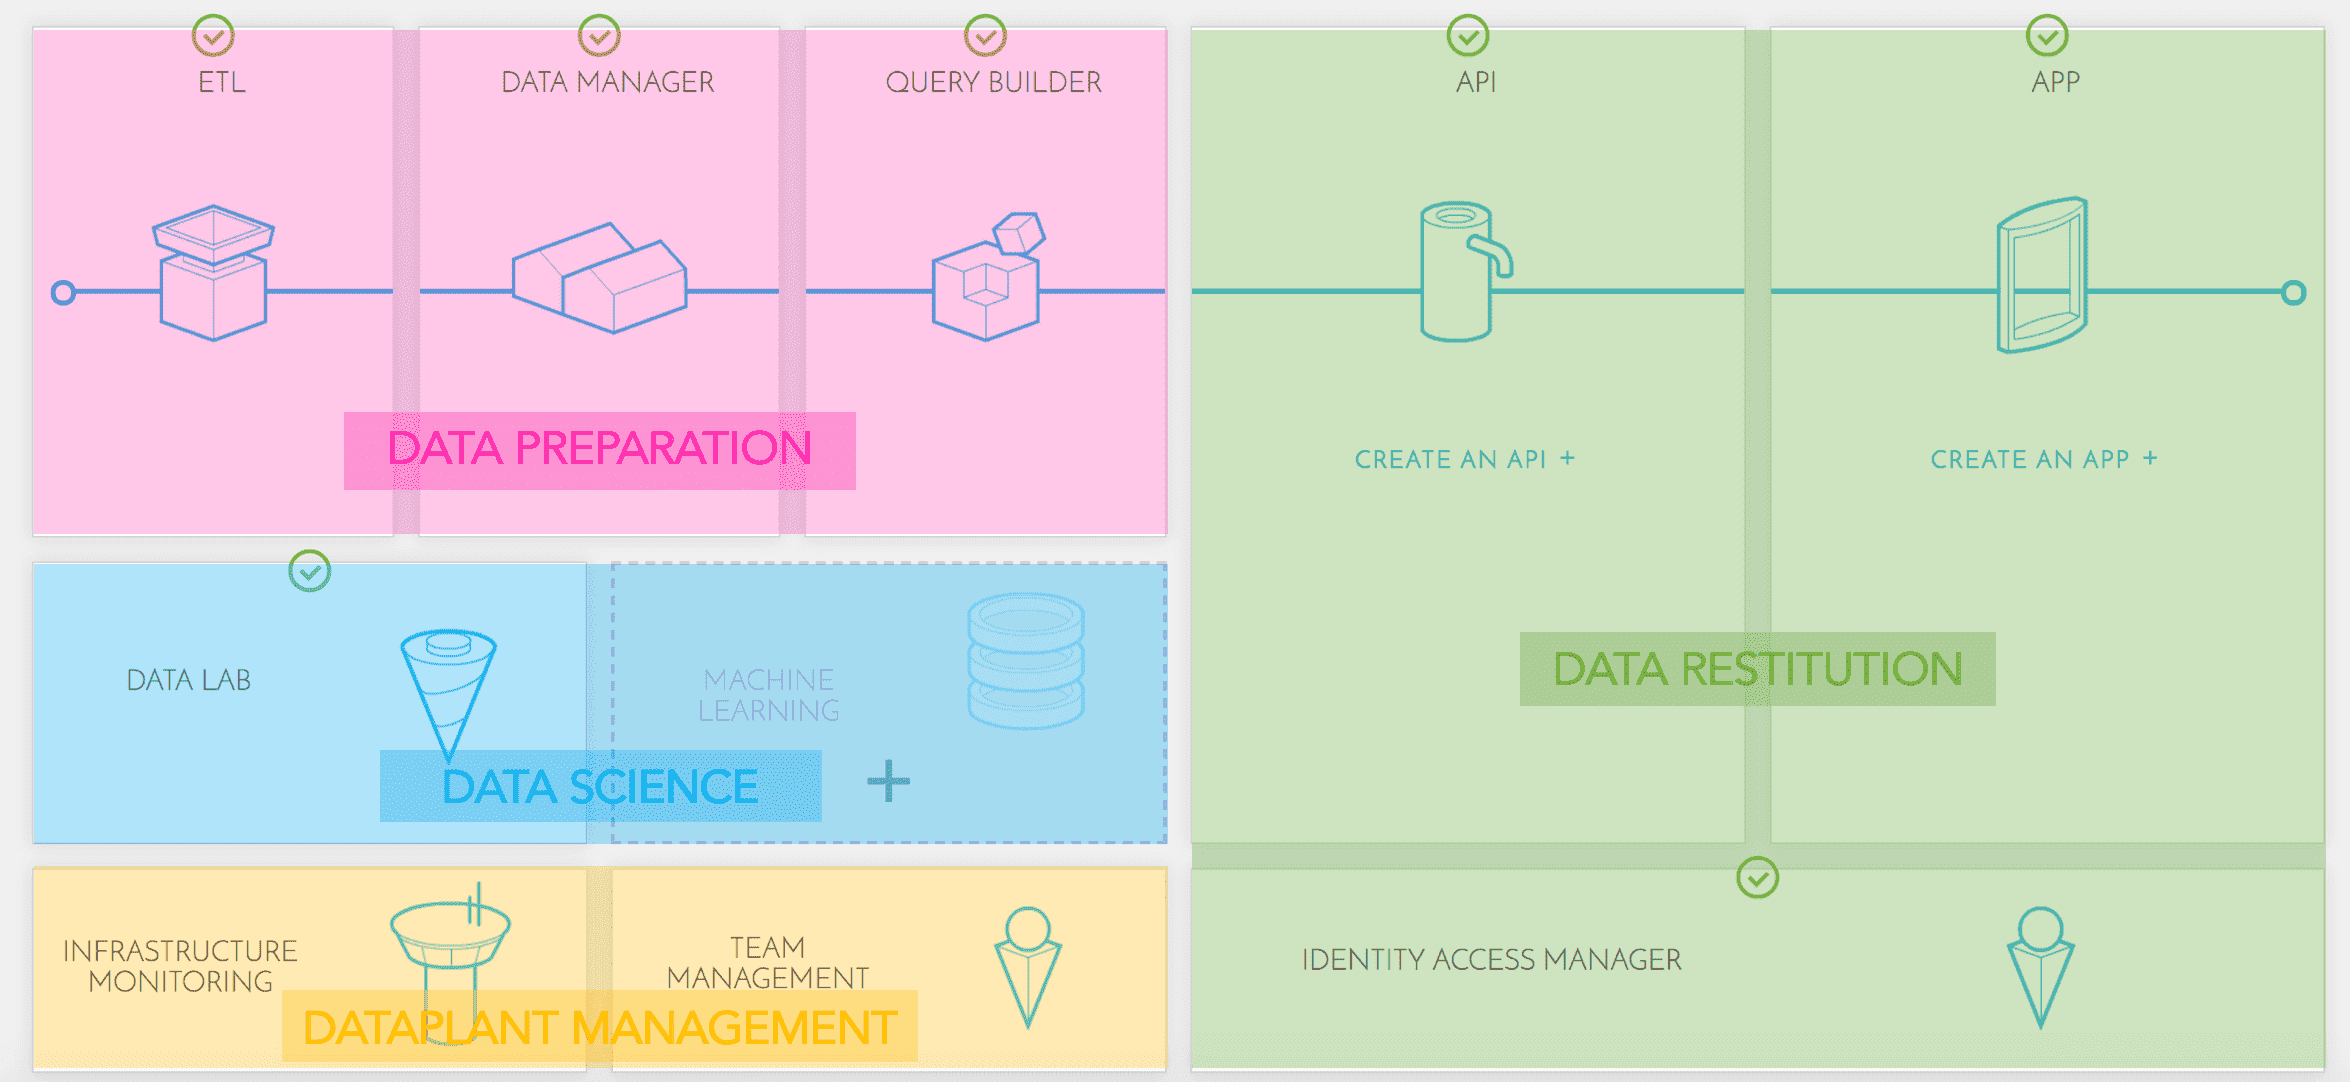 ETL
DATA MANAGER
QUERY BUILDER
API
APP
DATA PREPARATION
CREATE AN API +
CREATE AN APP +
DATA LAB
MACHINE
LEARNING
DATA SCIENCE
+
DATA RESTITUTION
INFRASTRUCTURE
MONITORING
TEAM
MANAGEMENT
DATAPLANT MANAGEMENT
IDENTITY ACCESS MANAGER